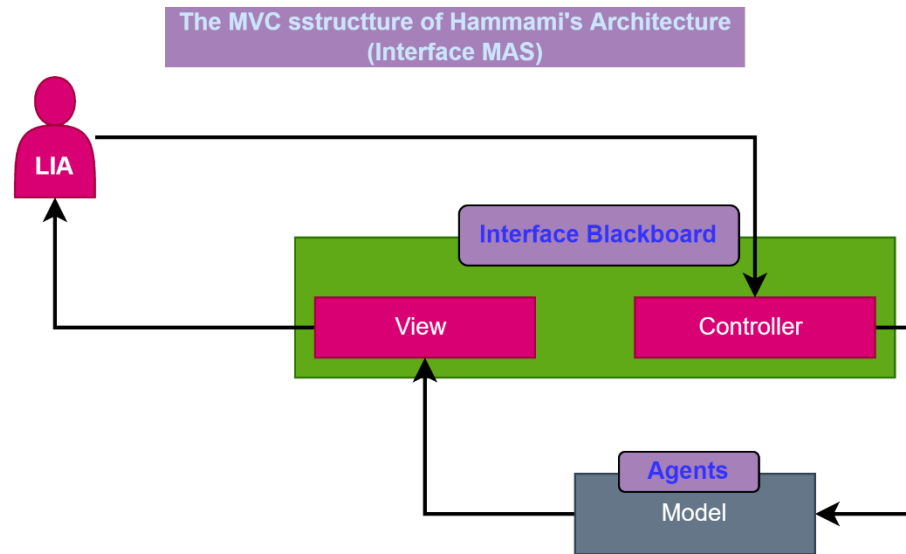 The MVC sstructture of Hammami's Architecture
(Interface MAS)
LIA
Interface Blackboard
View
Controller
Agents
Model